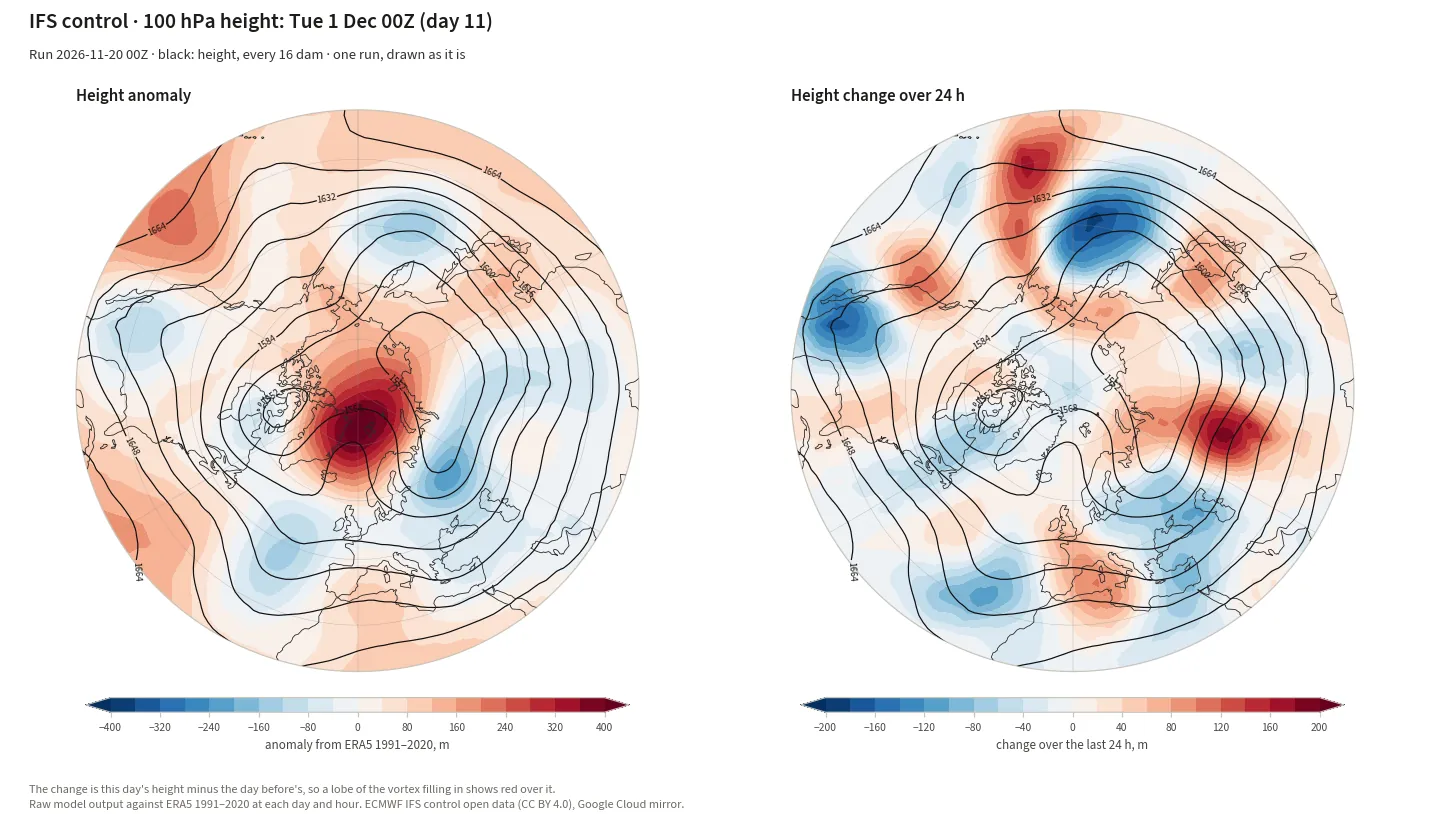 IFS control · 100 hPa height: Tue 1 Dec 00Z (day 11)
Run 2026-11-20 00Z · black: height, every 16 dam · one run, drawn as it is
Height anomaly
Height change over 24 h
1664
1632
1664
1600
1616
1584
1568
1648
1664
1664
1632
1664
1600
1616
1584
1568
1648
1664
−400 −320 −240 −160 −80 0 80 160 240 320 400
anomaly from ERA5 1991–2020, m
−200 −160 −120 −80 −40 0 40 80 120 160 200
change over the last 24 h, m
The change is this day's height minus the day before's, so a lobe of the vortex filling in shows red over it.
Raw model output against ERA5 1991–2020 at each day and hour. ECMWF IFS control open data (CC BY 4.0), Google Cloud mirror.